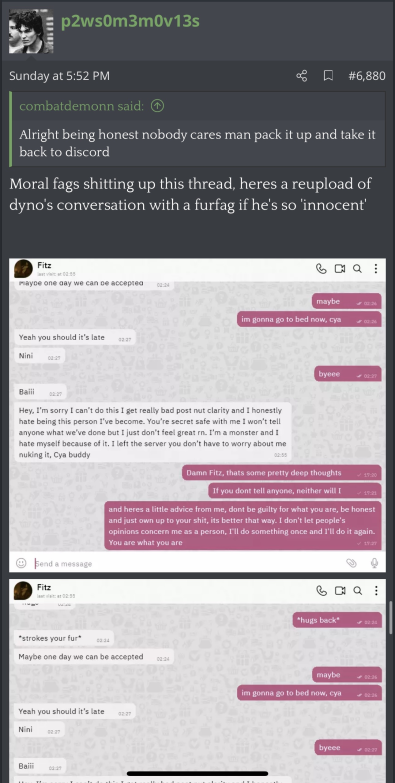 p2ws0m3m0v13s
Sunday at 5:52 PM
#6,880
combatdemonn said:
Alright being honest nobody cares man pack it up and take it
back to discord
Moral fags shitting up this thread, heres a reupload of
dyno's conversation with a furfag if he's so 'innocent'
Fitz
last visit at 02:55
Maybe one day we can be accepted 02:24
maybe 02:26
im gonna go to bed now, cya 02:26
Yeah you should it's late 02:27
Nini 02:27
byeee 02:27
Baiii 02:27
Hey, I'm sorry I can't do this I get really bad post nut clarity and I honestly
hate being this person I've become. You're secret safe with me I won't tell
anyone what we've done but I just don't feel great rn. I'm a monster and I
hate myself because of it. I left the server you don't have to worry about me
nuking it, Cya buddy 02:55
Damn Fitz, thats some pretty deep thoughts 17:20
If you dont tell anyone, neither will I 17:21
and heres a little advice from me, dont be guilty for what you are, be honest
and just own up to your shit, its better that way. I don't let people's
opinions concern me as a person, I'll do something once and I'll do it again.
You are what you are 17:27
Send a message
Fitz
last visit at 02:55
*hugs back* 02:24
*strokes your fur* 02:24
Maybe one day we can be accepted 02:24
maybe 02:26
im gonna go to bed now, cya 02:26
Yeah you should it's late 02:27
Nini 02:27
byeee 02:27
Baiii 02:27